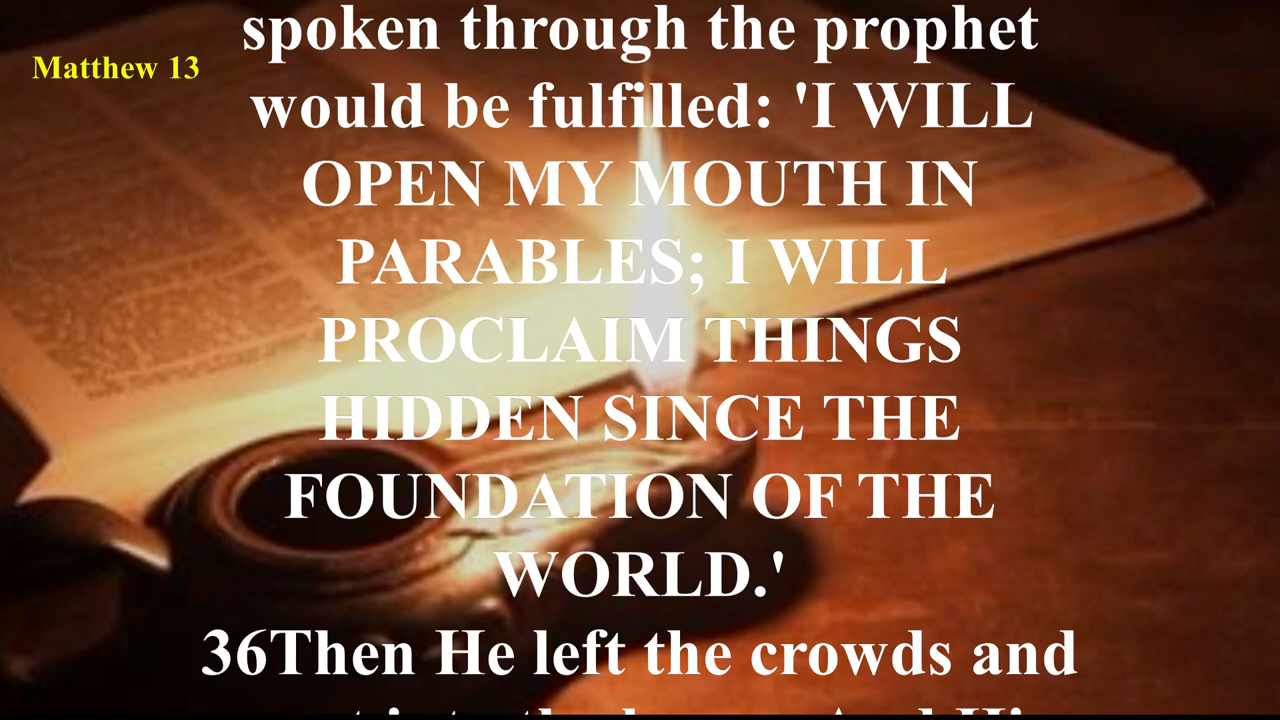 spoken through the prophet
Matthew 13
would be fulfilled: 'I WILL
OPEN MY MOUTH IN
PARABLES; I WILL
PROCLAIM THINGS
HIDDEN SINCE THE
FOUNDATION OF THE
WORLD.'
36Then He left the crowds and